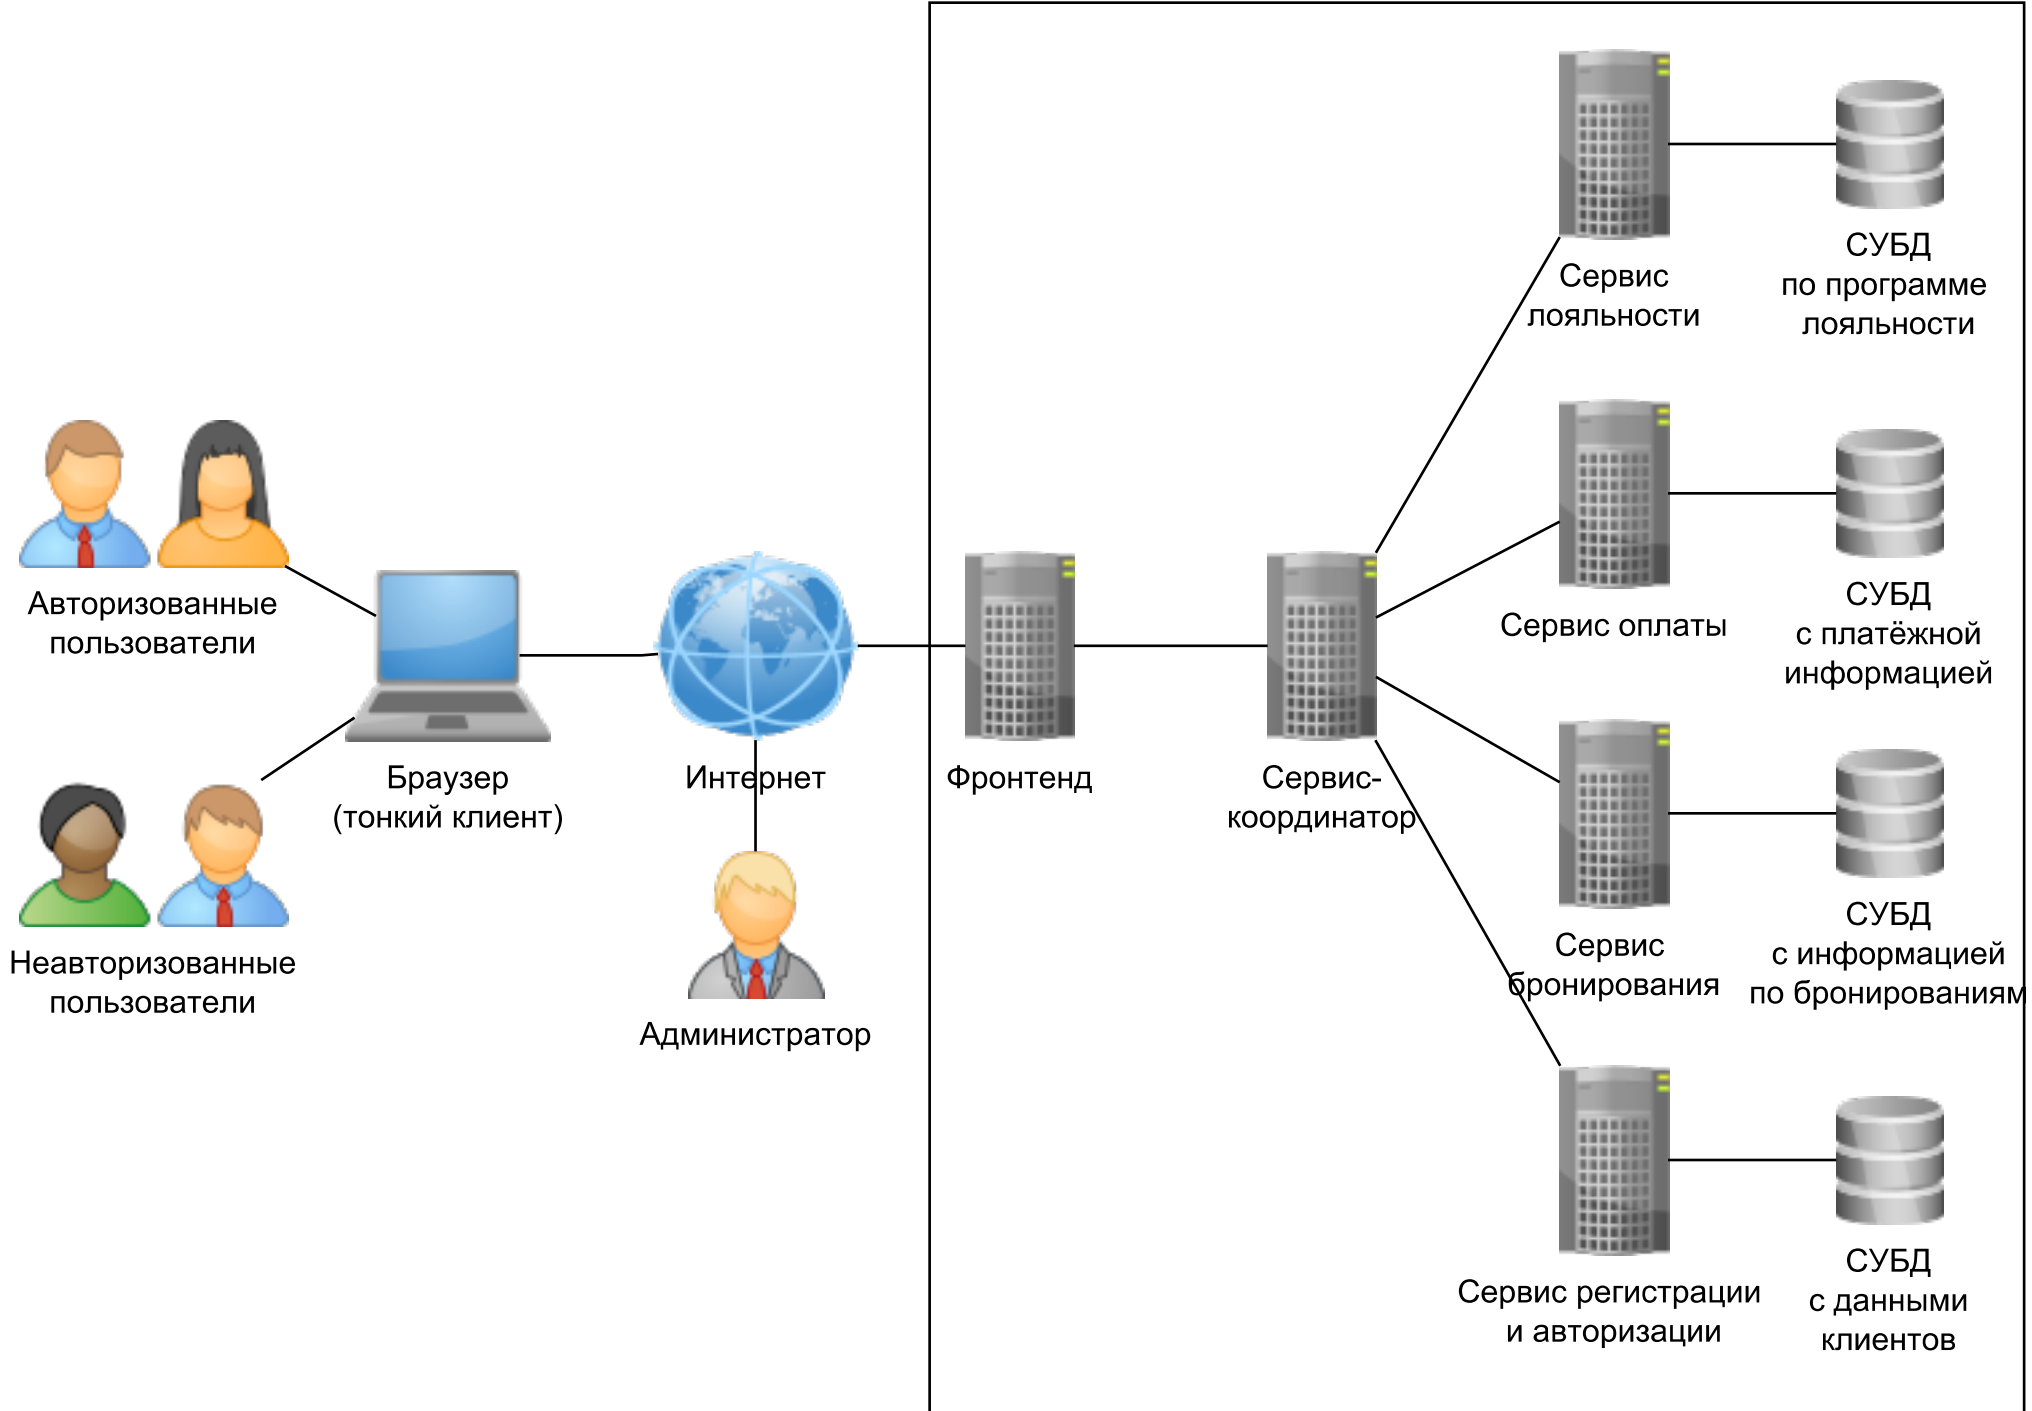 Сервис
лояльности
СУБД
по программе
лояльности
Авторизованные
пользователи
Сервис оплаты
СУБД
с платёжной
информацией
Браузер
(тонкий клиент)
Интернет
Фронтенд
Сервис-
координатор
Неавторизованные
пользователи
Администратор
Сервис
бронирования
СУБД
с информацией
по бронированиям
Сервис регистрации
и авторизации
СУБД
с данными
клиентов